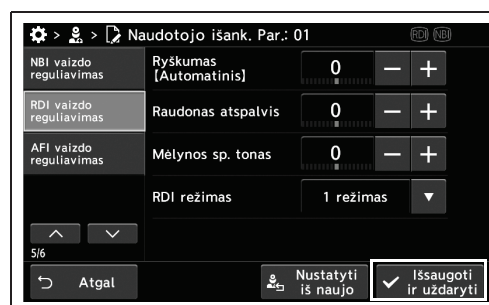 > > Naudotojo išank. Par.: 01
RDI NBI
NBI vaizdo
reguliavimas
RDI vaizdo
reguliavimas
AFI vaizdo
reguliavimas
5/6
Ryškumas
[Automatinis]
0 − +
Raudonas atspalvis
0 − +
Mėlynos sp. tonas
0 − +
RDI režimas
1 režimas
Atgal
Nustatyti
iš naujo
Išsaugoti
ir uždaryti